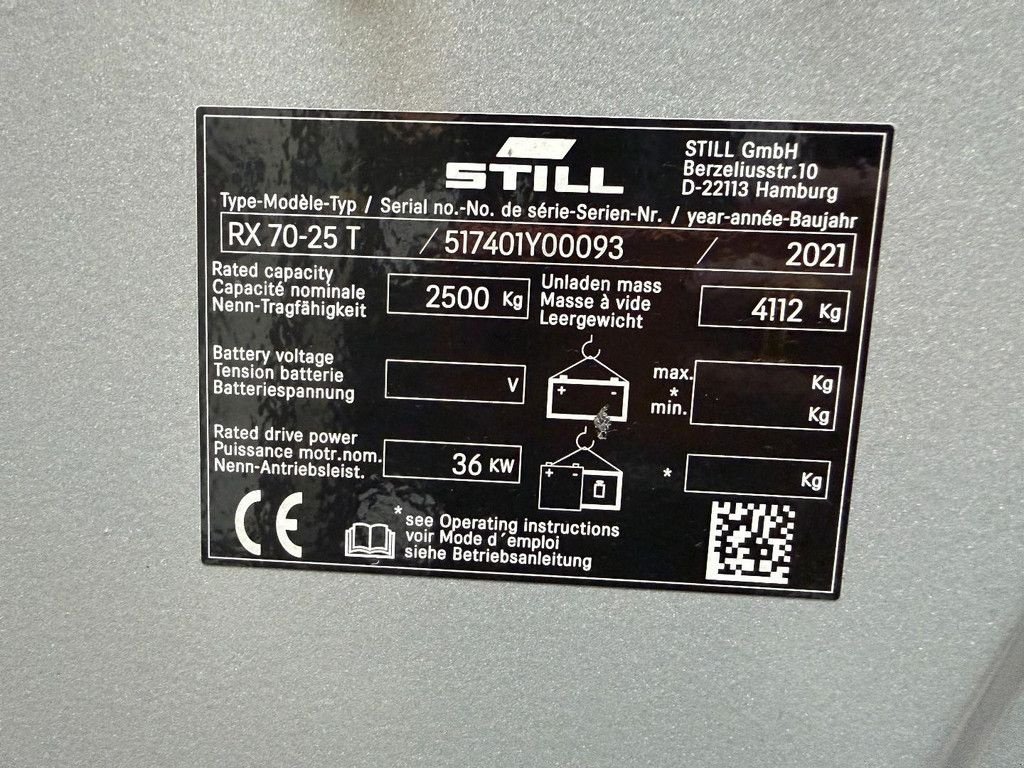 STILL
STILL GmbH
Berzeliusstr.10
D-22113 Hamburg
Type-Modèle-Typ / Serial no.-No. de série-Serien-Nr. / year-année-Baujahr
RX 70-25 T / 517401Y00093 / 2021
Rated capacity
Capacité nominale
Nenn-Tragfähigkeit
2500 Kg
Unladen mass
Masse à vide
Leergewicht
4112 Kg
Battery voltage
Tension batterie
Batteriespannung
V
+ -
max.
*
min.
Kg
Kg
Rated drive power
Puissance motr.nom.
Nenn-Antriebsleist.
36 KW
+ -
* Kg
CE
* see Operating instructions
voir Mode d´emploi
siehe Betriebsanleitung